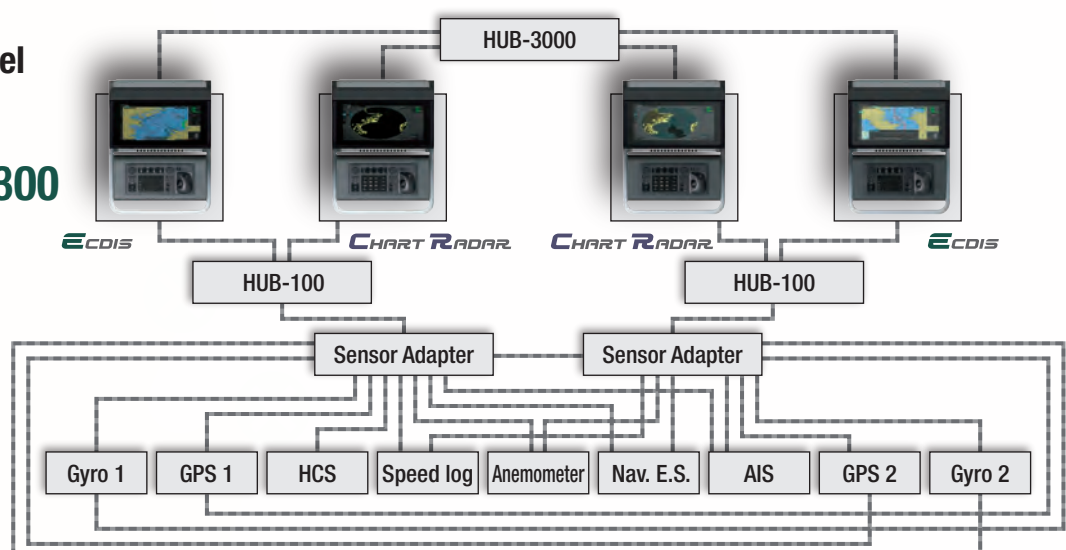 HUB-3000
el
300
ECDIS
CHART RADAR
CHART RADAR
ECDIS
HUB-100
HUB-100
Sensor Adapter
Sensor Adapter
Gyro 1
GPS 1
HCS
Speed log
Anemometer
Nav. E.S.
AIS
GPS 2
Gyro 2